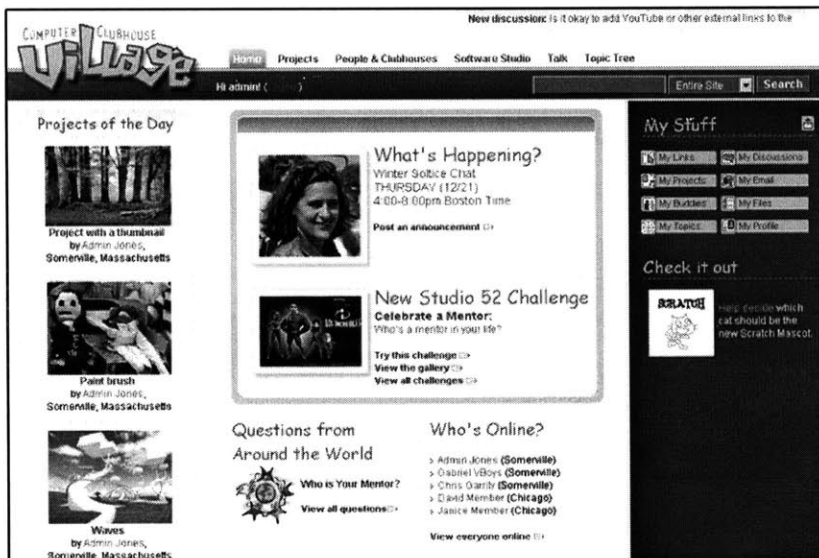 New discussion: Is it okay to add YouTube or other external links to the
COMPUTER CLUBHOUSE
ViLLAgE
Home Projects People & Clubhouses Software Studio Talk Topic Tree
Hi admin! ( )
Entire Site Search
Projects of the Day
Project with a thumbnail
by Admin Jones,
Somerville, Massachusetts
Paint brush
by Admin Jones,
Somerville, Massachusetts
Waves
by Admin Jones,
Somerville, Massachusetts
What's Happening?
Winter Soltice Chat
THURSDAY (12/21)
4:00-8:00pm Boston Time
Post an announcement
New Studio 52 Challenge
Celebrate a Mentor:
Who's a mentor in your life?
Try this challenge
View the gallery
View all challenges
Questions from
Around the World
Who is Your Mentor?
View all questions
Who's Online?
Admin Jones (Somerville)
Gabriel VBoys (Somerville)
Chris Garrity (Somerville)
David Member (Chicago)
Janice Member (Chicago)
View everyone online
My Stuff
My Links My Discussions
My Projects My Email
My Buddies My Files
My Topics My Profile
Check it out
SCRATCH
Help decide which
cat should be the
new Scratch Mascot.